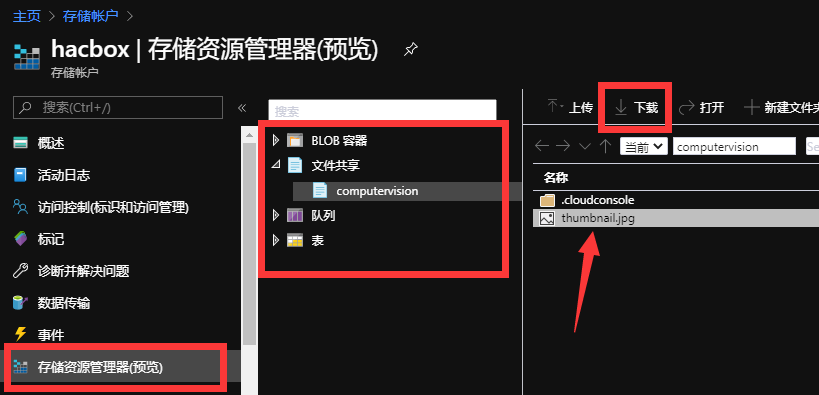 主页 > 存储帐户 >
hacbox | 存储资源管理器(预览)
存储帐户
搜索(Ctrl+/)
概述
活动日志
访问控制(标识和访问管理)
标记
诊断并解决问题
数据传输
事件
存储资源管理器(预览)
搜索
BLOB 容器
文件共享
computervision
队列
表
上传 下载 打开 新建文件夹
当前 computervision Se
名称
.cloudconsole
thumbnail.jpg